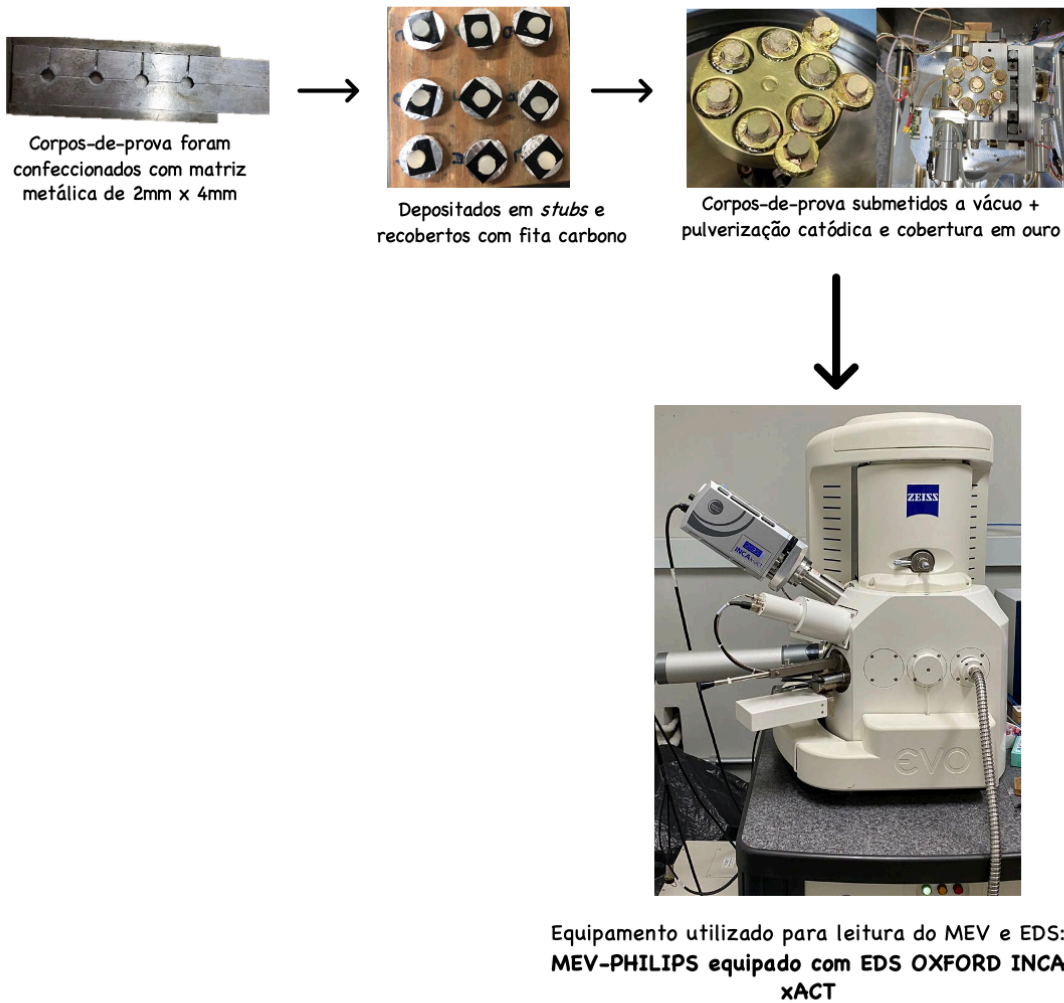 Corpos-de-prova foram
confeccionados com matriz
metálica de 2mm x 4mm
Depositados em stubs e
recobertos com fita carbono
Corpos-de-prova submetidos a vácuo +
pulverização catódica e cobertura em ouro
ZEISS
INCAx-act
EVO
Equipamento utilizado para leitura do MEV e EDS:
MEV-PHILIPS equipado com EDS OXFORD INCA
xACT